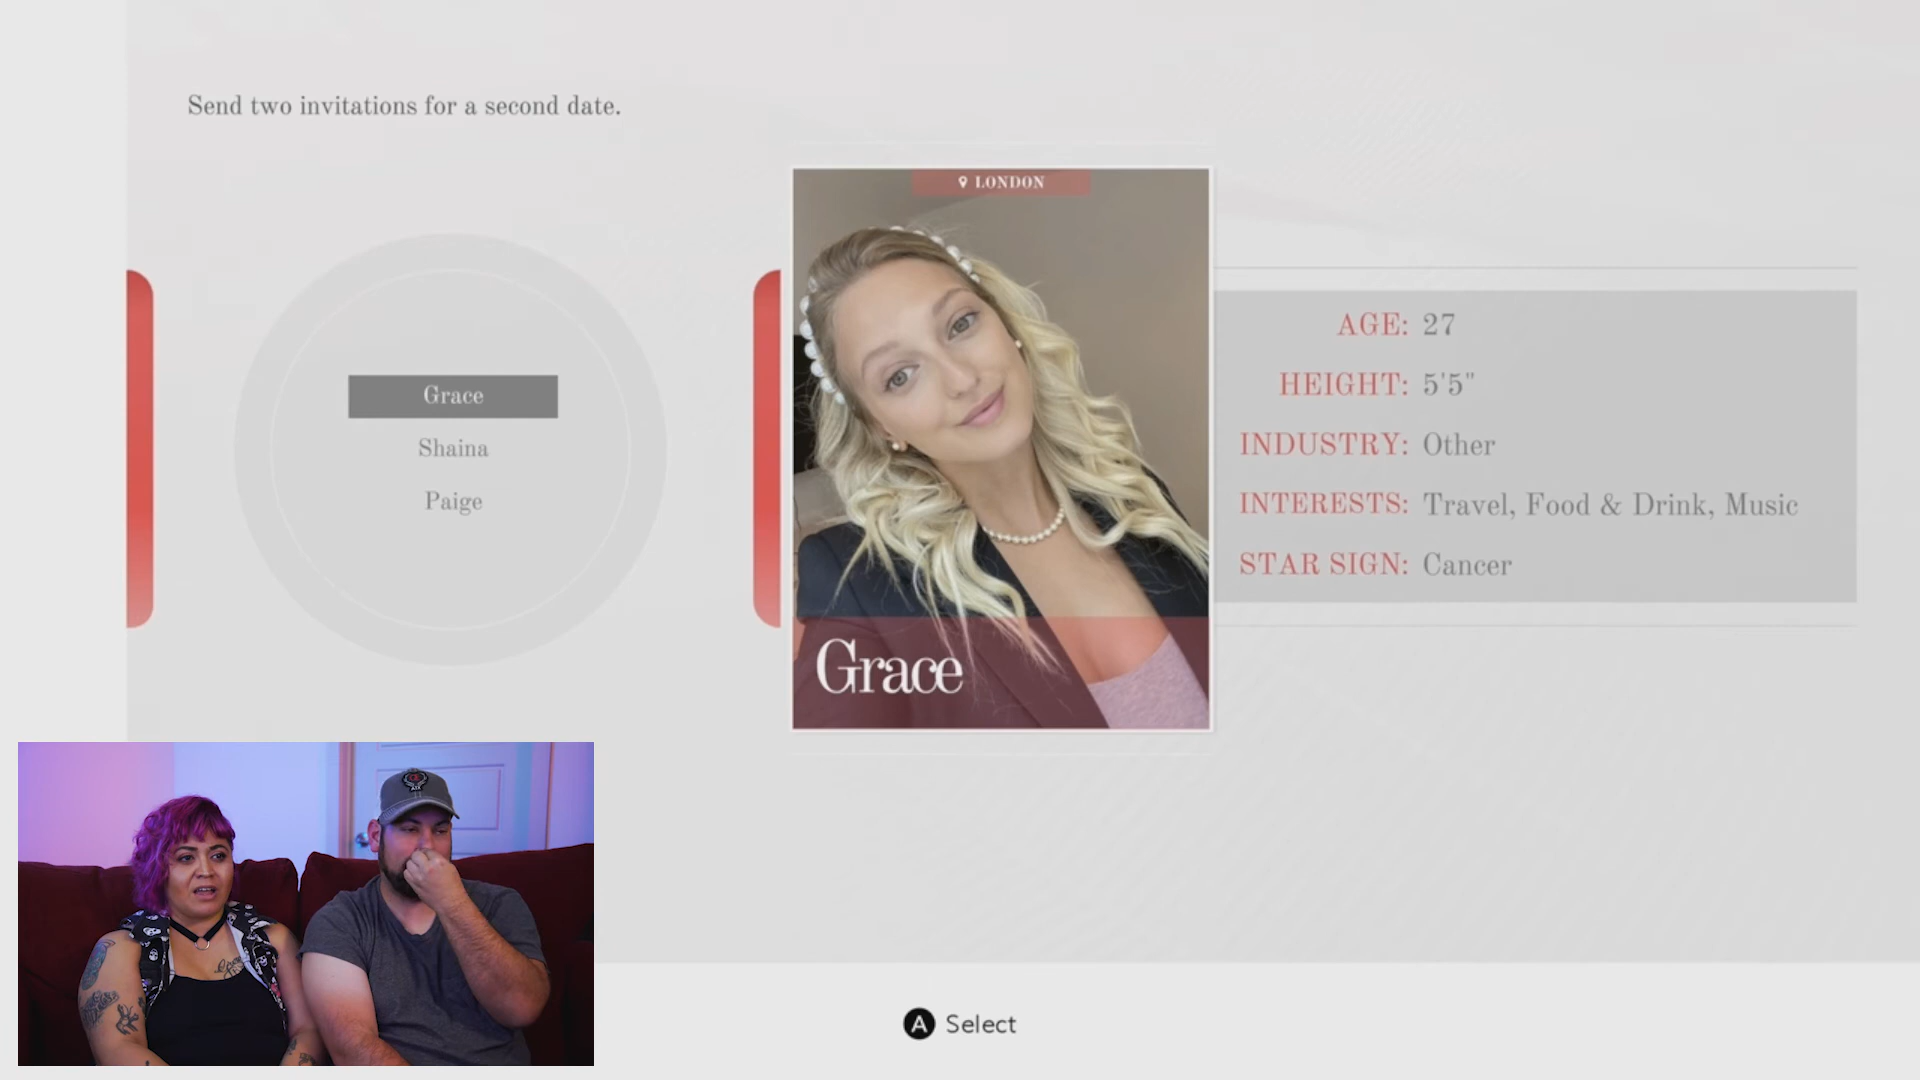 Send two invitations for a second date.
Grace
Shaina
Paige
LONDON
Grace
AGE: 27
HEIGHT: 5'5"
INDUSTRY: Other
INTERESTS: Travel, Food & Drink, Music
STAR SIGN: Cancer
A Select